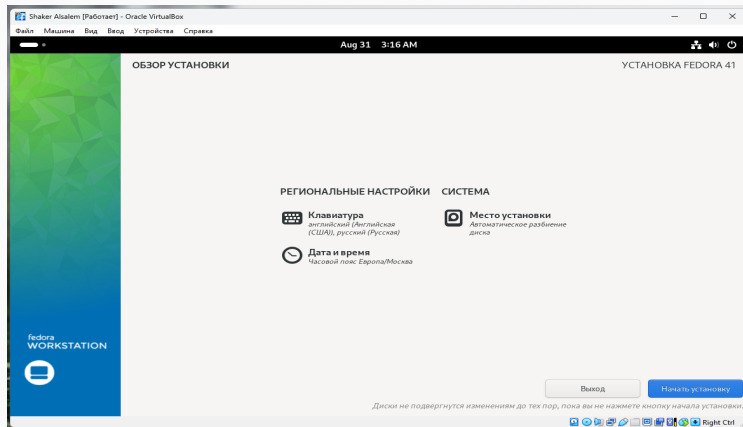 Shaker Alsalem [Работает] - Oracle VirtualBox
Файл Машина Вид Ввод Устройства Справка
Aug 31 3:16 AM
ОБЗОР УСТАНОВКИ
УСТАНОВКА FEDORA 41
РЕГИОНАЛЬНЫЕ НАСТРОЙКИ
Клавиатура
английский (Английская
(США)), русский (Русская)
Дата и время
Часовой пояс Европа/Москва
СИСТЕМА
Место установки
Автоматическое разбиение
диска
fedora
WORKSTATION
Выход
Начать установку
Диски не подвергнутся изменениям до тех пор, пока вы не нажмете кнопку начала установки.
Right Ctrl